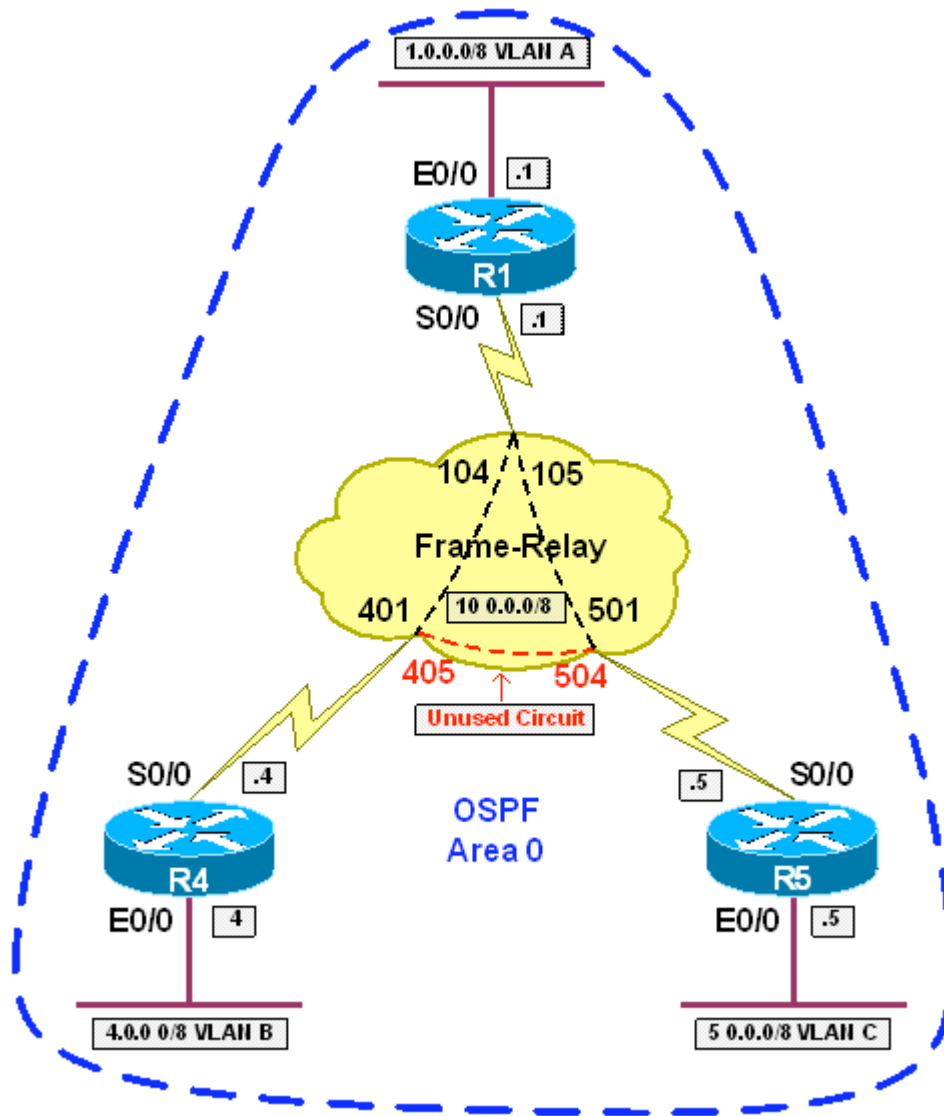 1.0.0.0/8 VLAN A
E0/0 .1
R1
S0/0 .1
104 105
Frame-Relay
401 10 0.0.0/8 501
405 504
Unused Circuit
S0/0 .4 .5 S0/0
OSPF
Area 0
R4 R5
E0/0 4 E0/0 .5
4.0.0 0/8 VLAN B 5 0.0.0/8 VLAN C